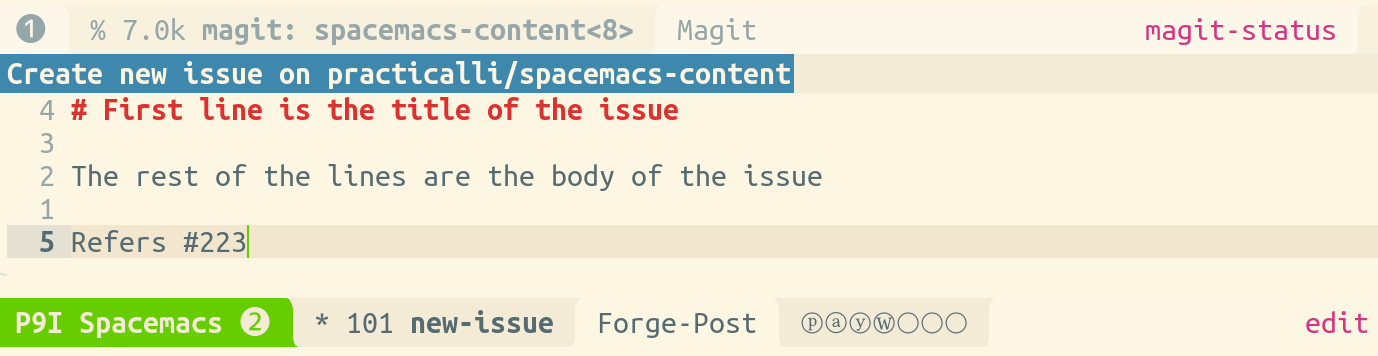 1 % 7.0k magit: spacemacs-content<8> Magit magit-status
Create new issue on practicalli/spacemacs-content
4 # First line is the title of the issue
3
2 The rest of the lines are the body of the issue
1
5 Refers #223
~
P9I Spacemacs 2 * 101 new-issue Forge-Post ⓟⓐⓨⓌ○○○ edit